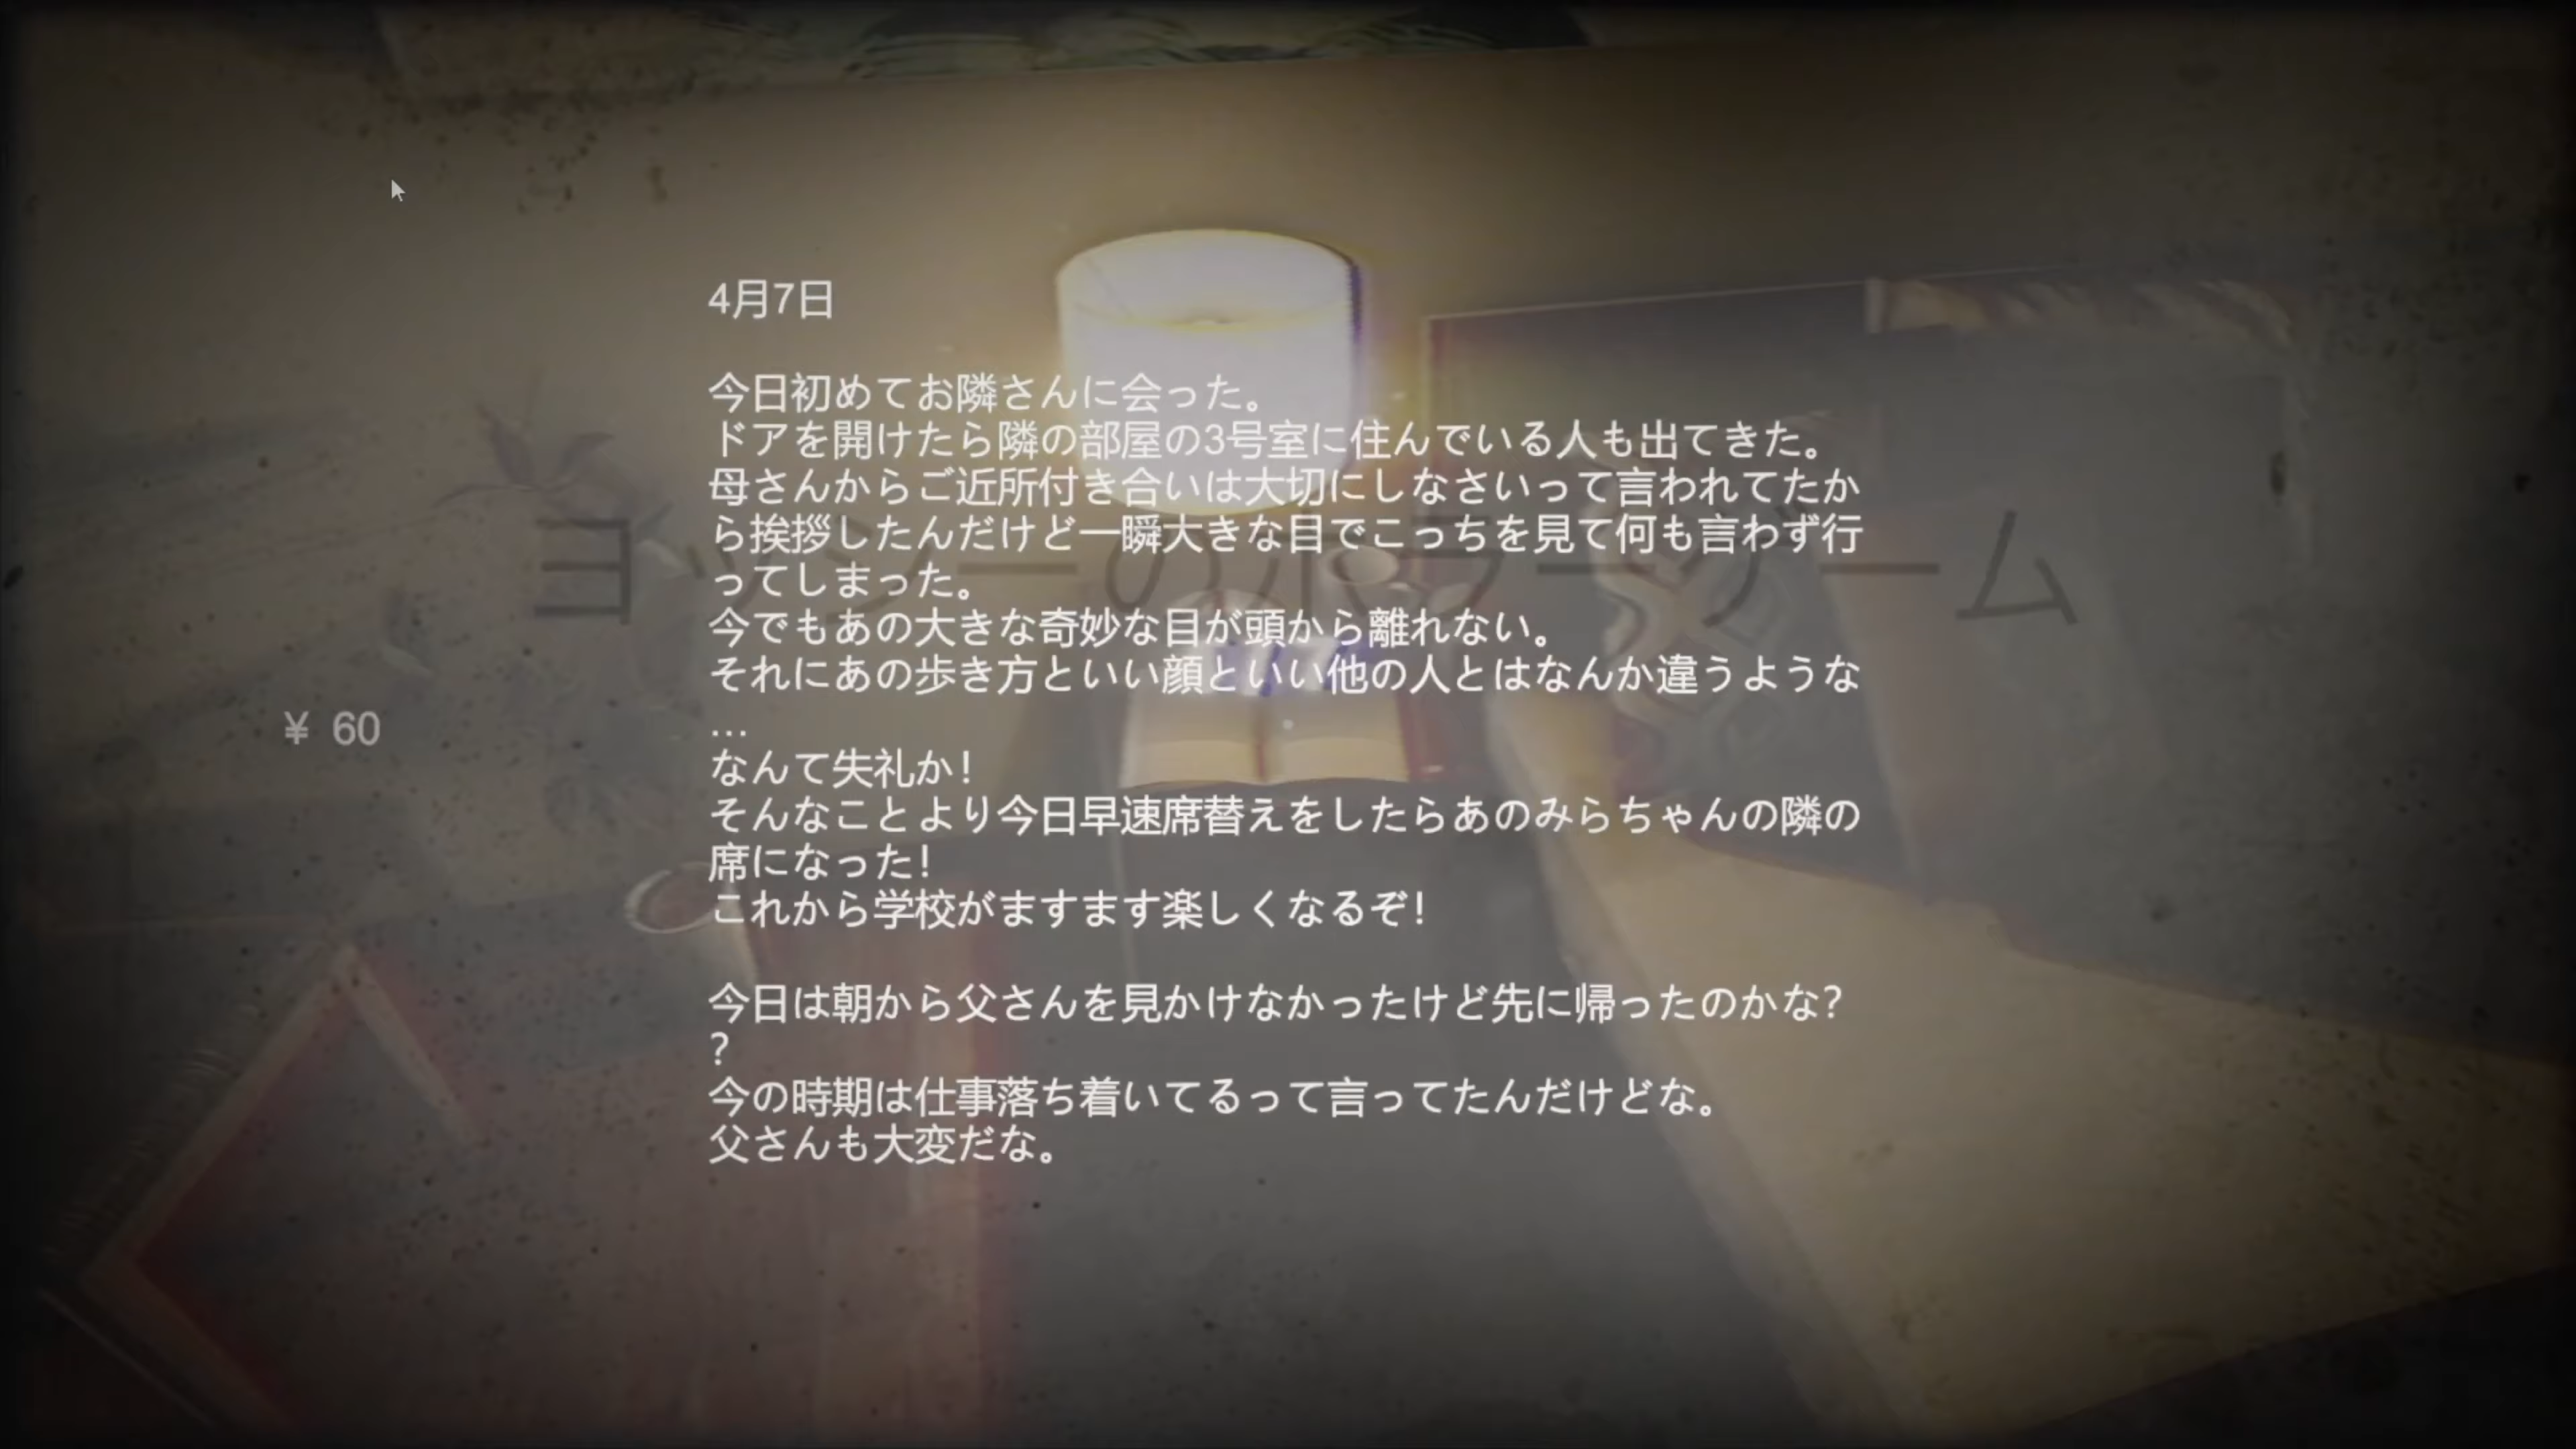 4月7日
今日初めてお隣さんに会った。
ドアを開けたら隣の部屋の3号室に住んでいる人も出てきた。
母さんからご近所付き合いは大切にしなさいって言われてたか
ら挨拶したんだけど一瞬大きな目でこっちを見て何も言わず行
ってしまった。
ヨッシーのホラーゲーム
今でもあの大きな奇妙な目が頭から離れない。
それにあの歩き方といい顔といい他の人とはなんか違うような
…
¥ 60
なんて失礼か!
そんなことより今日早速席替えをしたらあのみらちゃんの隣の
席になった!
これから学校がますます楽しくなるぞ!
今日は朝から父さんを見かけなかったけど先に帰ったのかな?
?
今の時期は仕事落ち着いてるって言ってたんだけどな。
父さんも大変だな。